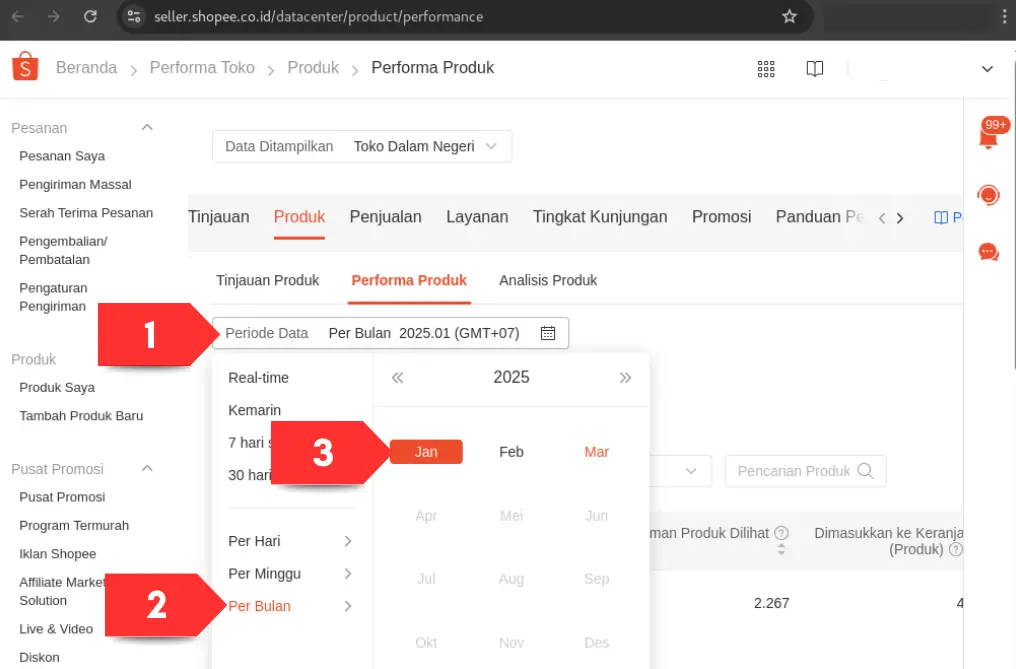 seller.shopee.co.id/datacenter/product/performance
Beranda > Performa Toko > Produk > Performa Produk
Pesanan
Pesanan Saya
Pengiriman Massal
Serah Terima Pesanan
Pengembalian/
Pembatalan
Pengaturan
Pengiriman
Produk
Produk Saya
Tambah Produk Baru
Pusat Promosi
Pusat Promosi
Program Termurah
Iklan Shopee
Affiliate Market
Solution
Live & Video
Diskon
Data Ditampilkan Toko Dalam Negeri
99+
Tinjauan Produk Penjualan Layanan Tingkat Kunjungan Promosi Panduan Pe < > P
Tinjauan Produk Performa Produk Analisis Produk
1
Periode Data Per Bulan 2025.01 (GMT+07)
Real-time
Kemarin
7 hari s
30 hari
Per Hari >
Per Minggu >
2
Per Bulan >
« 2025 »
3
Jan Feb Mar
Apr Mei Jun
Jul Aug Sep
Okt Nov Des
Pencarian Produk
man Produk Dilihat ? Dimasukkan ke Keranja
(Produk) ?
2.267 4